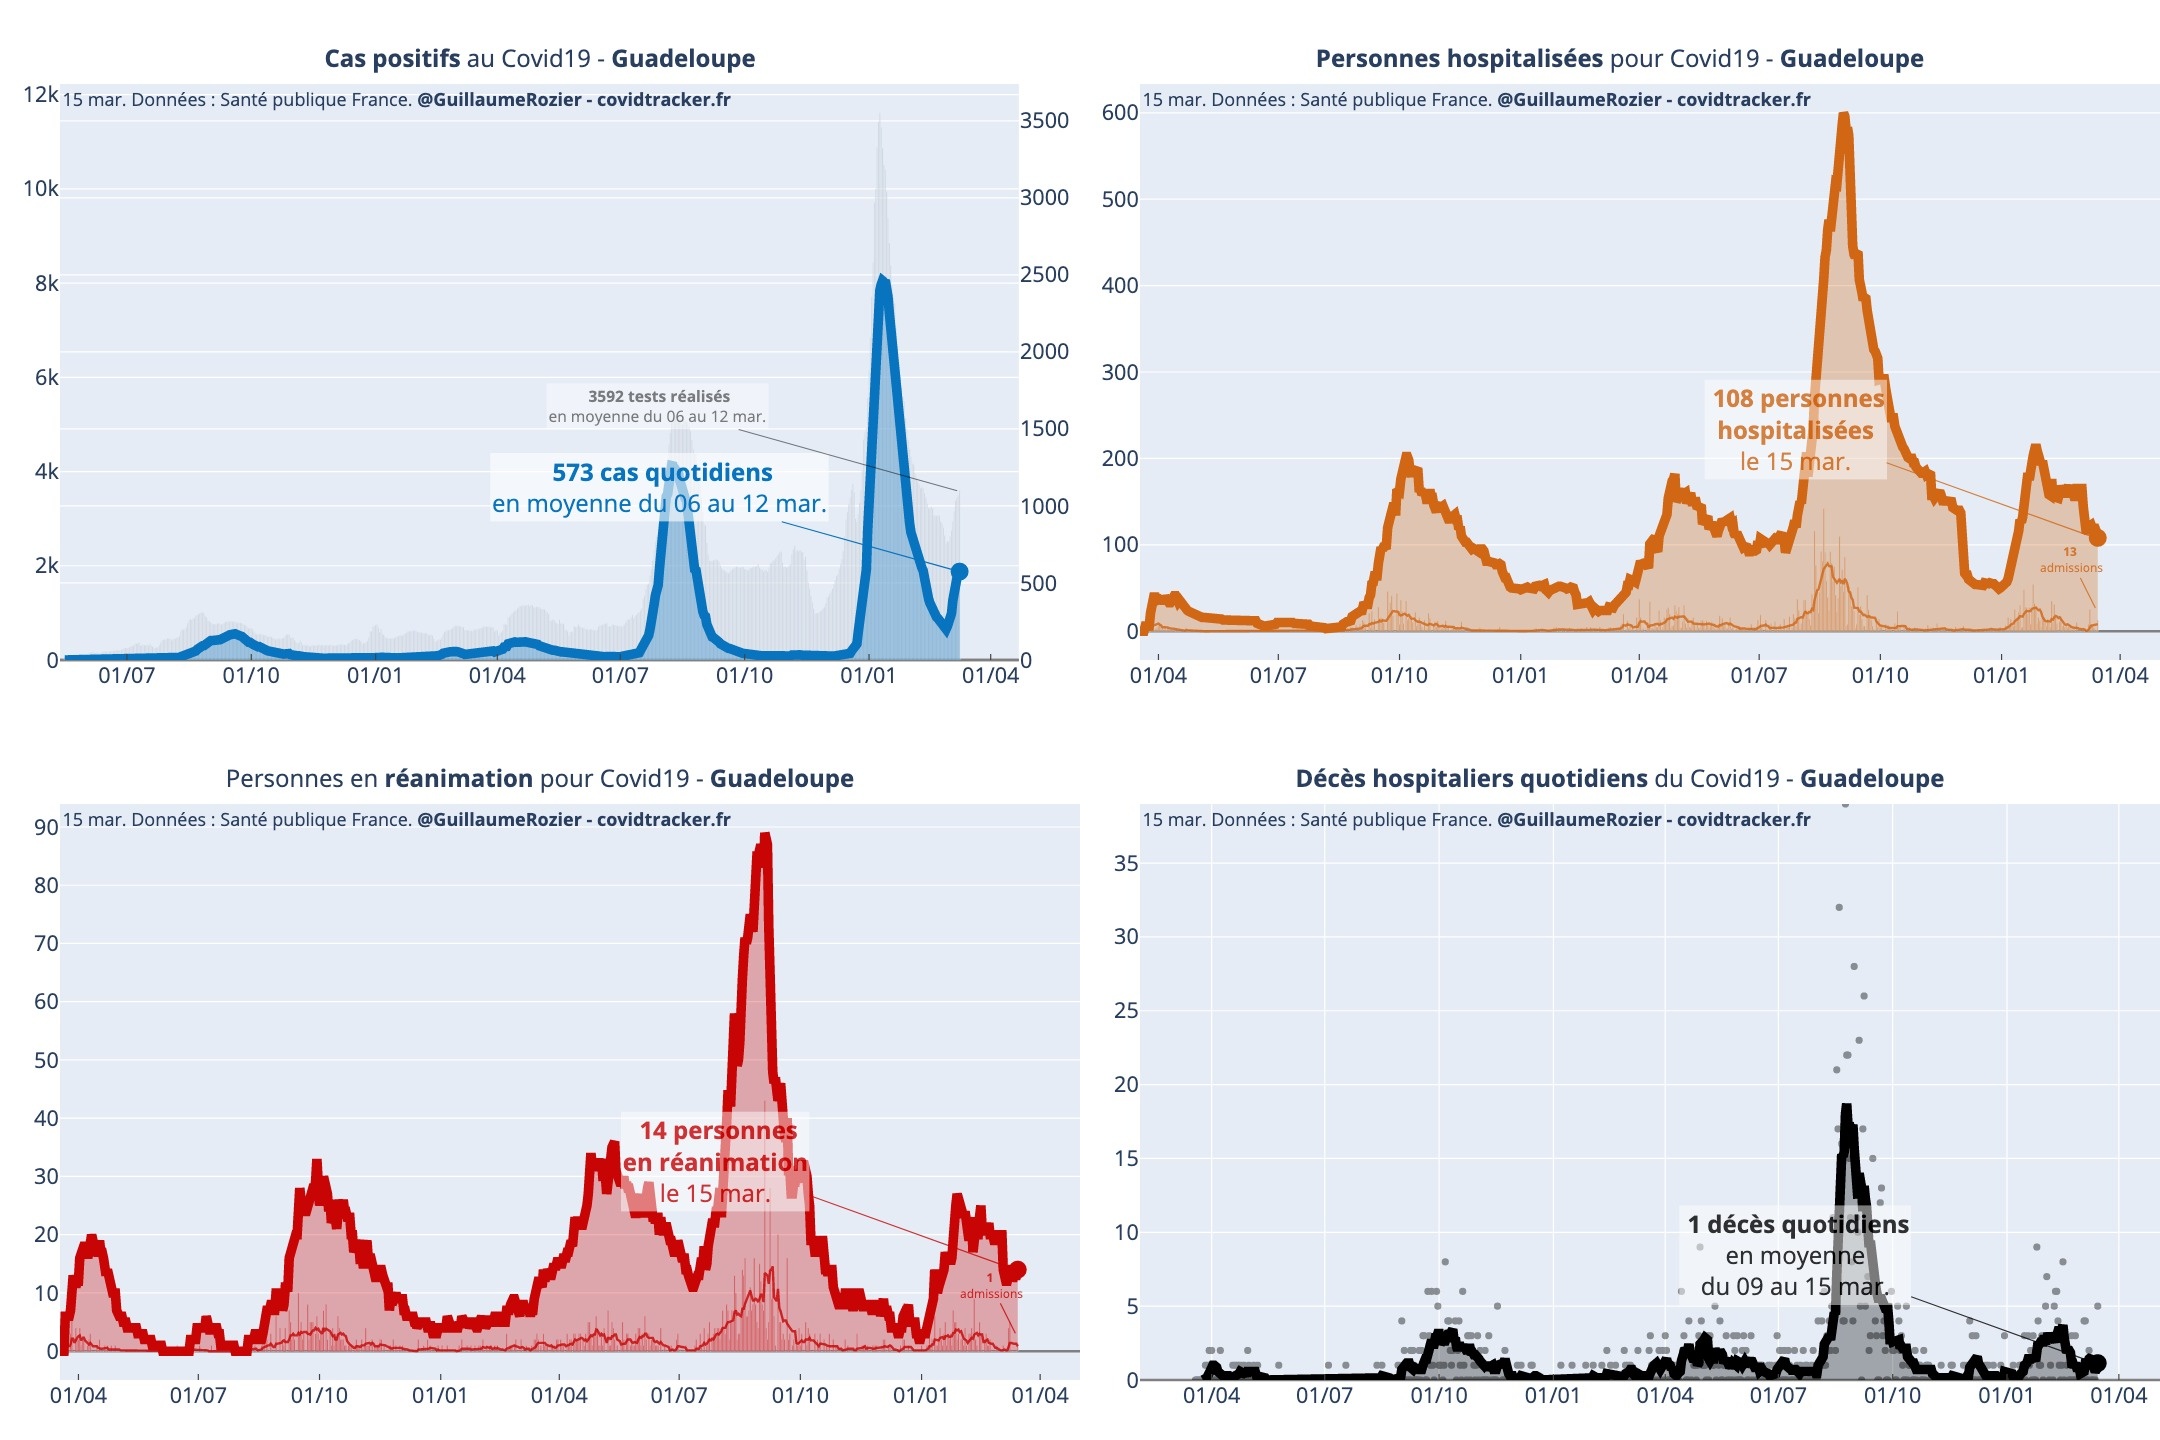 Cas positifs au Covid19 - Guadeloupe
15 mar. Données : Santé publique France. @GuillaumeRozier - covidtracker.fr
12k
10k
8k
6k
4k
2k
0
3500
3000
2500
2000
1500
1000
500
0
3592 tests réalisés
en moyenne du 06 au 12 mar.
573 cas quotidiens
en moyenne du 06 au 12 mar.
01/07 01/10 01/01 01/04 01/07 01/10 01/01 01/04
Personnes hospitalisées pour Covid19 - Guadeloupe
15 mar. Données : Santé publique France. @GuillaumeRozier - covidtracker.fr
600
500
400
300
200
100
0
108 personnes
hospitalisées
le 15 mar.
13
admissions
01/04 01/07 01/10 01/01 01/04 01/07 01/10 01/01 01/04
Personnes en réanimation pour Covid19 - Guadeloupe
15 mar. Données : Santé publique France. @GuillaumeRozier - covidtracker.fr
90
80
70
60
50
40
30
20
10
0
14 personnes
en réanimation
le 15 mar.
1
admissions
01/04 01/07 01/10 01/01 01/04 01/07 01/10 01/01 01/04
Décès hospitaliers quotidiens du Covid19 - Guadeloupe
15 mar. Données : Santé publique France. @GuillaumeRozier - covidtracker.fr
35
30
25
20
15
10
5
0
1 décès quotidiens
en moyenne
du 09 au 15 mar.
01/04 01/07 01/10 01/01 01/04 01/07 01/10 01/01 01/04